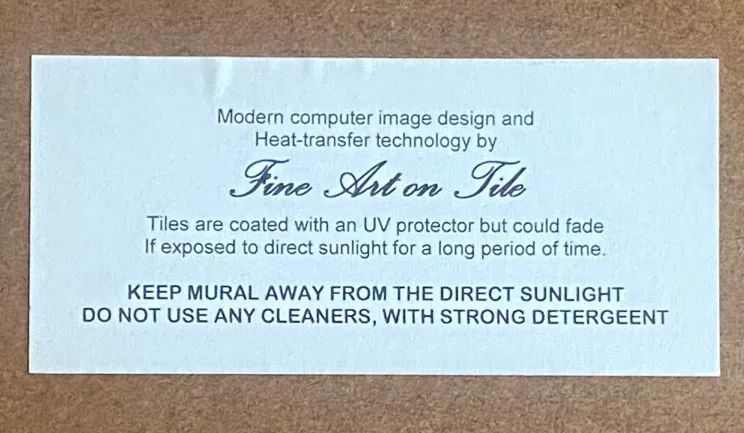 Modern computer image design and
Heat-transfer technology by
Fine Art on Tile
Tiles are coated with an UV protector but could fade
If exposed to direct sunlight for a long period of time.
KEEP MURAL AWAY FROM THE DIRECT SUNLIGHT
DO NOT USE ANY CLEANERS, WITH STRONG DETERGEENT